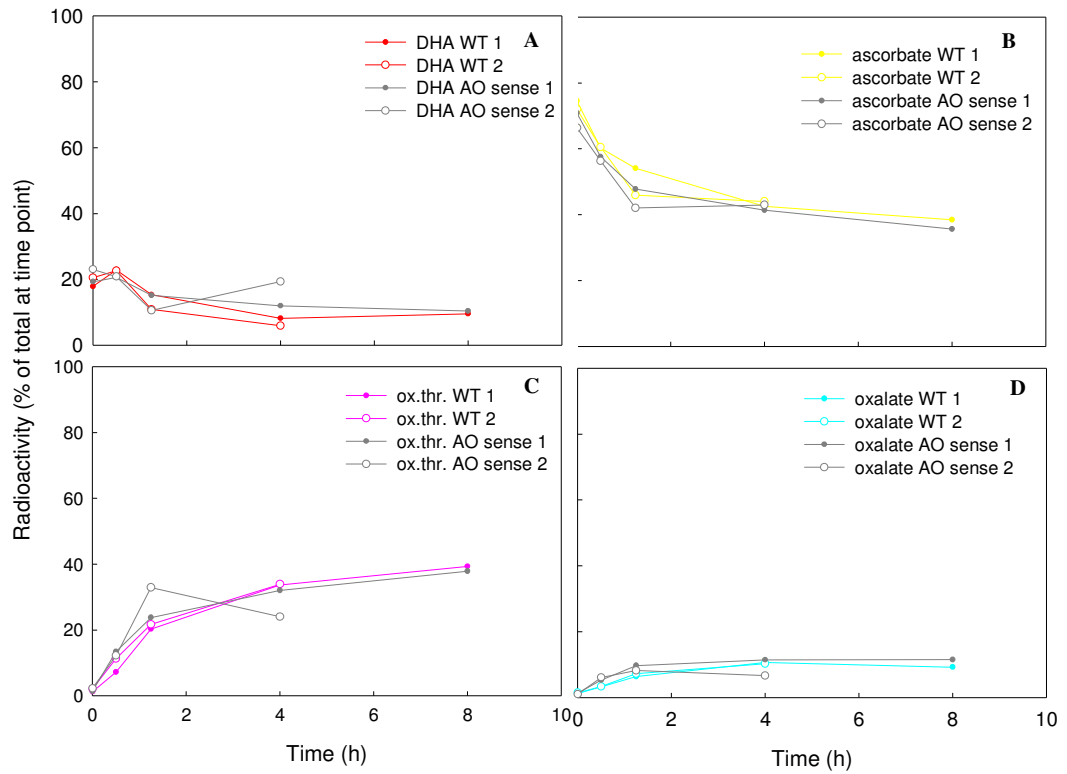 Radioactivity (% of total at time point)
100
80
60
40
20
0
A
DHA WT 1
DHA WT 2
DHA AO sense 1
DHA AO sense 2
B
ascorbate WT 1
ascorbate WT 2
ascorbate AO sense 1
ascorbate AO sense 2
100
80
60
40
20
0
C
ox.thr. WT 1
ox.thr. WT 2
ox.thr. AO sense 1
ox.thr. AO sense 2
0 2 4 6 8 10
Time (h)
D
oxalate WT 1
oxalate WT 2
oxalate AO sense 1
oxalate AO sense 2
0 2 4 6 8 10
Time (h)